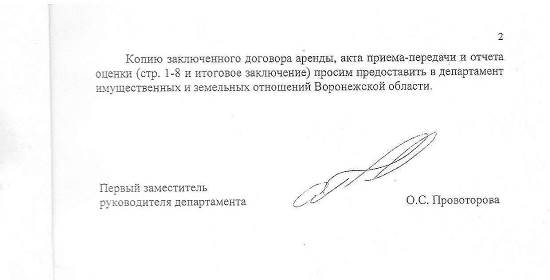 2
Копию заключенного договора аренды, акта приема-передачи и отчета
оценки (стр. 1-8 и итоговое заключение) просим предоставить в департамент
имущественных и земельных отношений Воронежской области.
Первый заместитель
руководителя департамента О.С. Провоторова